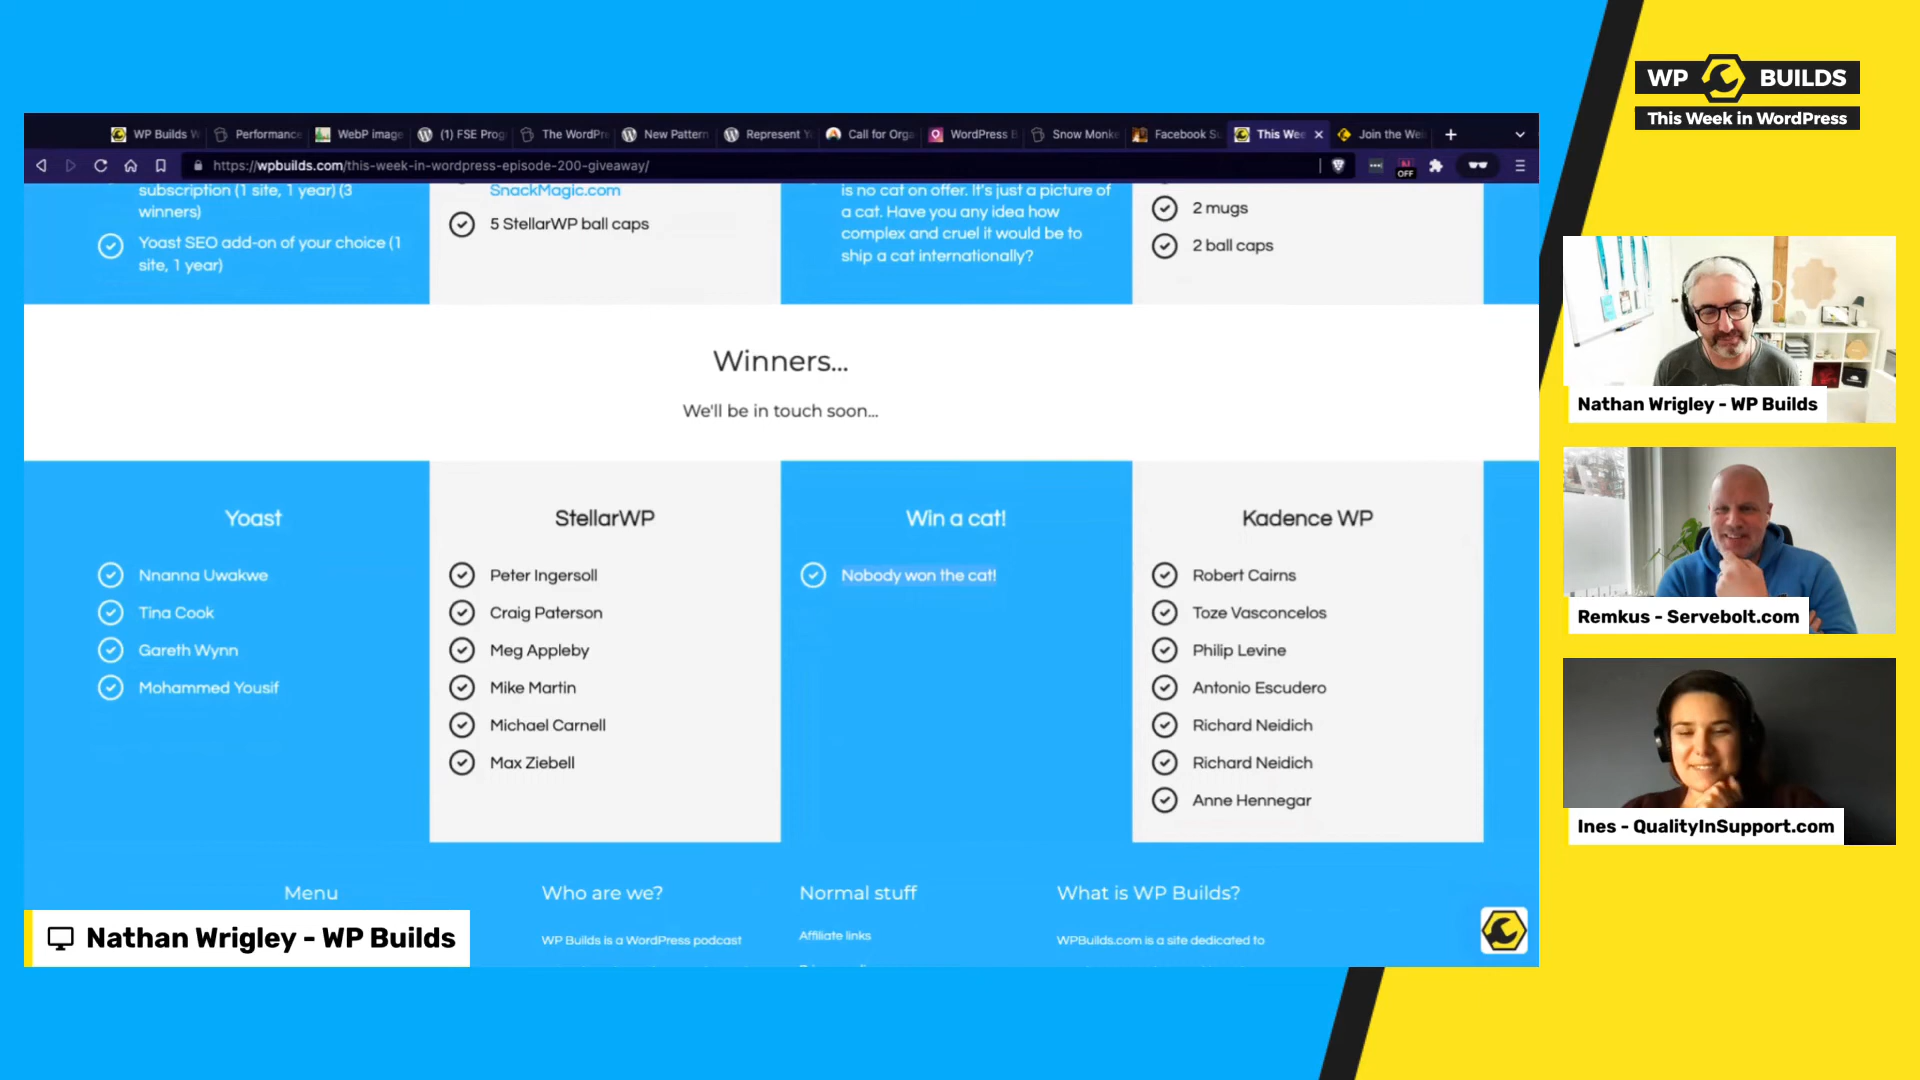 WP BUILDS
This Week in WordPress
WP Builds W
Performance
WebP image
(1) FSE Prog
The WordPr
New Pattern
Represent Y
Call for Orga
WordPress B
Snow Monke
Facebook Su
This Wee
Join the Wee
https://wpbuilds.com/this-week-in-wordpress-episode-200-giveaway/
OFF
subscription (1 site, 1 year) (3
winners)
Yoast SEO add-on of your choice (1
site, 1 year)
SnackMagic.com
5 StellarWP ball caps
is no cat on offer. It's just a picture of
a cat. Have you any idea how
complex and cruel it would be to
ship a cat internationally?
2 mugs
2 ball caps
Winners...
We'll be in touch soon...
Yoast
Nnanna Uwakwe
Tina Cook
Gareth Wynn
Mohammed Yousif
StellarWP
Peter Ingersoll
Craig Paterson
Meg Appleby
Mike Martin
Michael Carnell
Max Ziebell
Win a cat!
Nobody won the cat!
Kadence WP
Robert Cairns
Toze Vasconcelos
Philip Levine
Antonio Escudero
Richard Neidich
Richard Neidich
Anne Hennegar
Menu
Who are we?
WP Builds is a WordPress podcast
Normal stuff
Affiliate links
What is WP Builds?
WPBuilds.com is a site dedicated to
Nathan Wrigley - WP Builds
Nathan Wrigley - WP Builds
Remkus - Servebolt.com
Ines - QualityInSupport.com